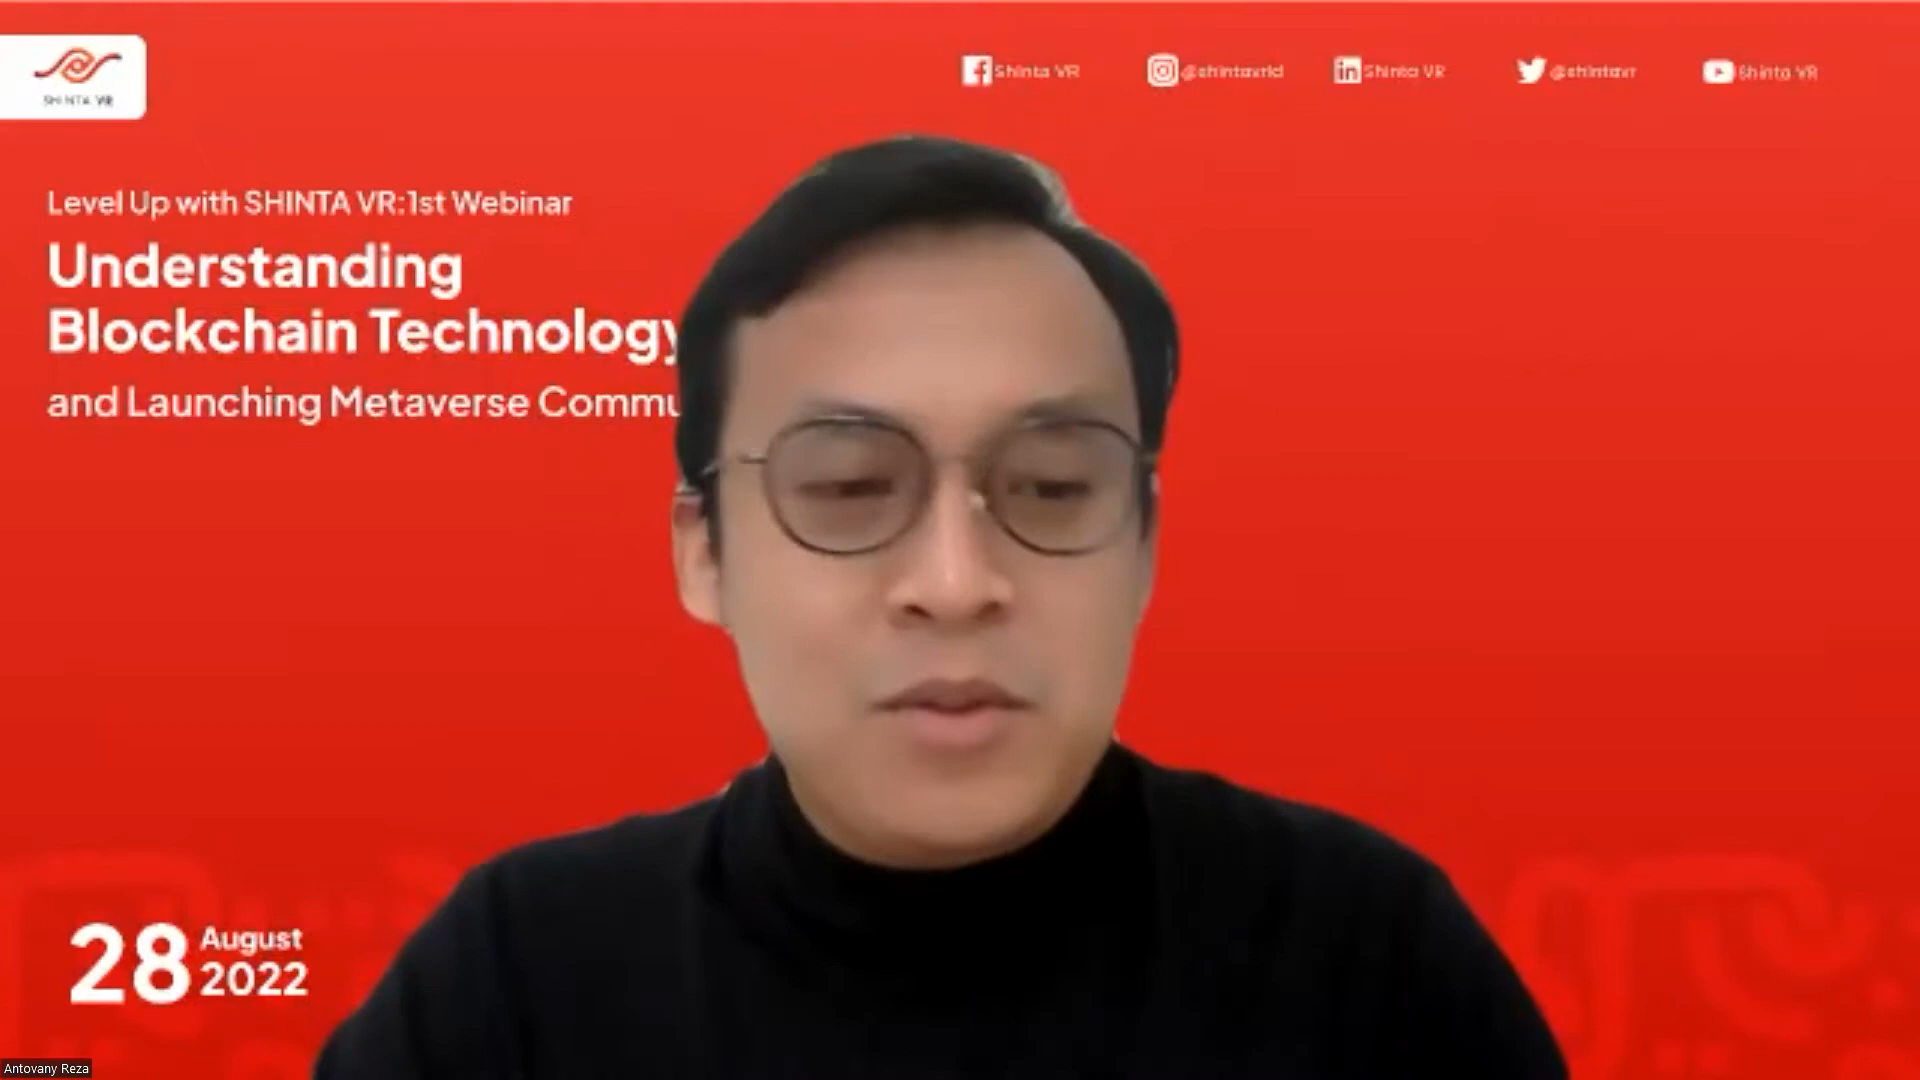 SHINTA VR
Shinta VR
@shintavrid
Shinta VR
@shintavr
Shinta VR
Level Up with SHINTA VR:1st Webinar
Understanding
Blockchain Technology
and Launching Metaverse Commu
28 August
2022
Antovany Reza